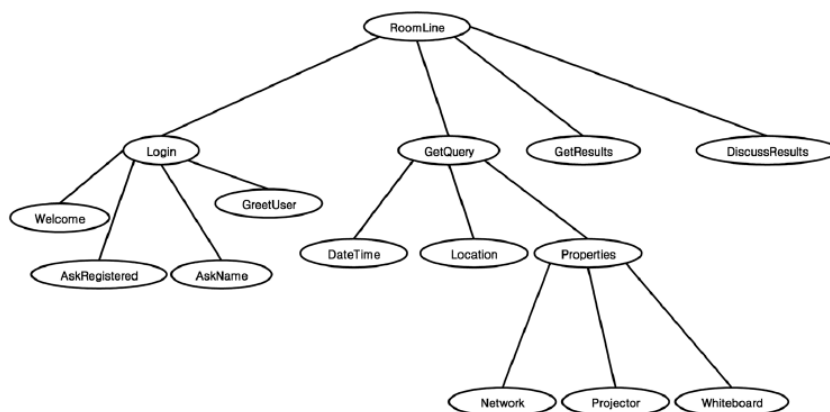 RoomLine
Login
GetQuery
GetResults
DiscussResults
Welcome
GreetUser
AskRegistered
AskName
DateTime
Location
Properties
Network
Projector
Whiteboard